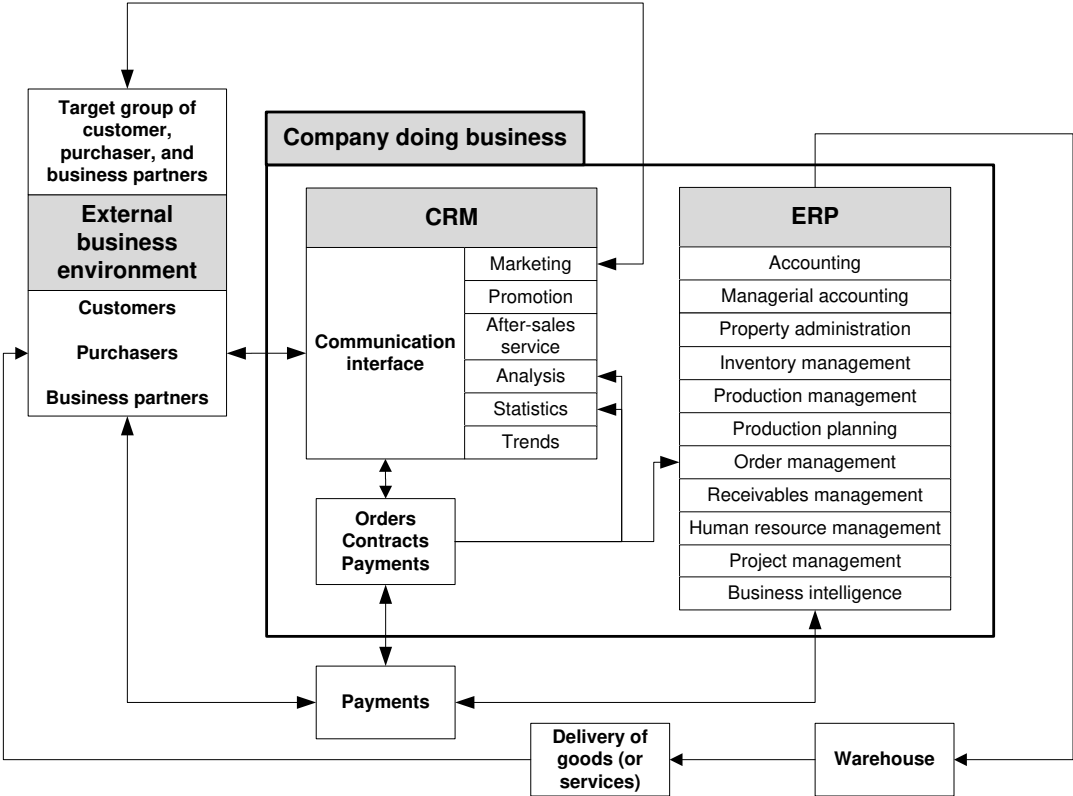 Target group of
customer,
purchaser, and
business partners
External
business
environment
Customers
Purchasers
Business partners
Company doing business
CRM
Communication
interface
Marketing
Promotion
After-sales
service
Analysis
Statistics
Trends
Orders
Contracts
Payments
ERP
Accounting
Managerial accounting
Property administration
Inventory management
Production management
Production planning
Order management
Receivables management
Human resource management
Project management
Business intelligence
Payments
Delivery of
goods (or
services)
Warehouse